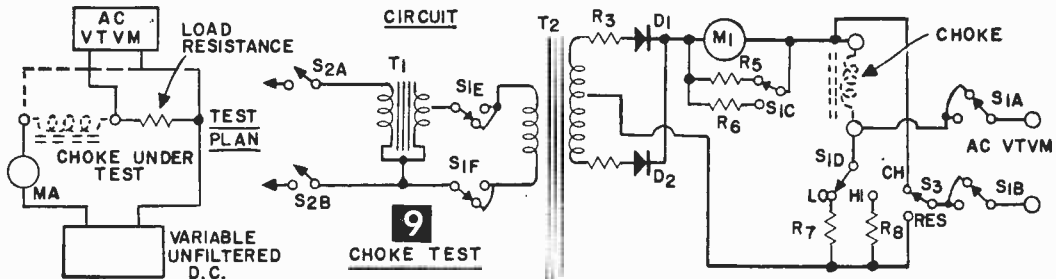 AC
VTVM
LOAD
RESISTANCE
TEST
PLAN
CHOKE UNDER
TEST
MA
VARIABLE
UNFILTERED
D.C.
CIRCUIT
S2A
T1
S1E
S1F
S2B
9
CHOKE TEST
T2
R3
D1
M1
R5
S1C
R6
D2
CHOKE
S1A
AC VTVM
S1D
CH
LO
HI
S3
S1B
RES
R7
R8